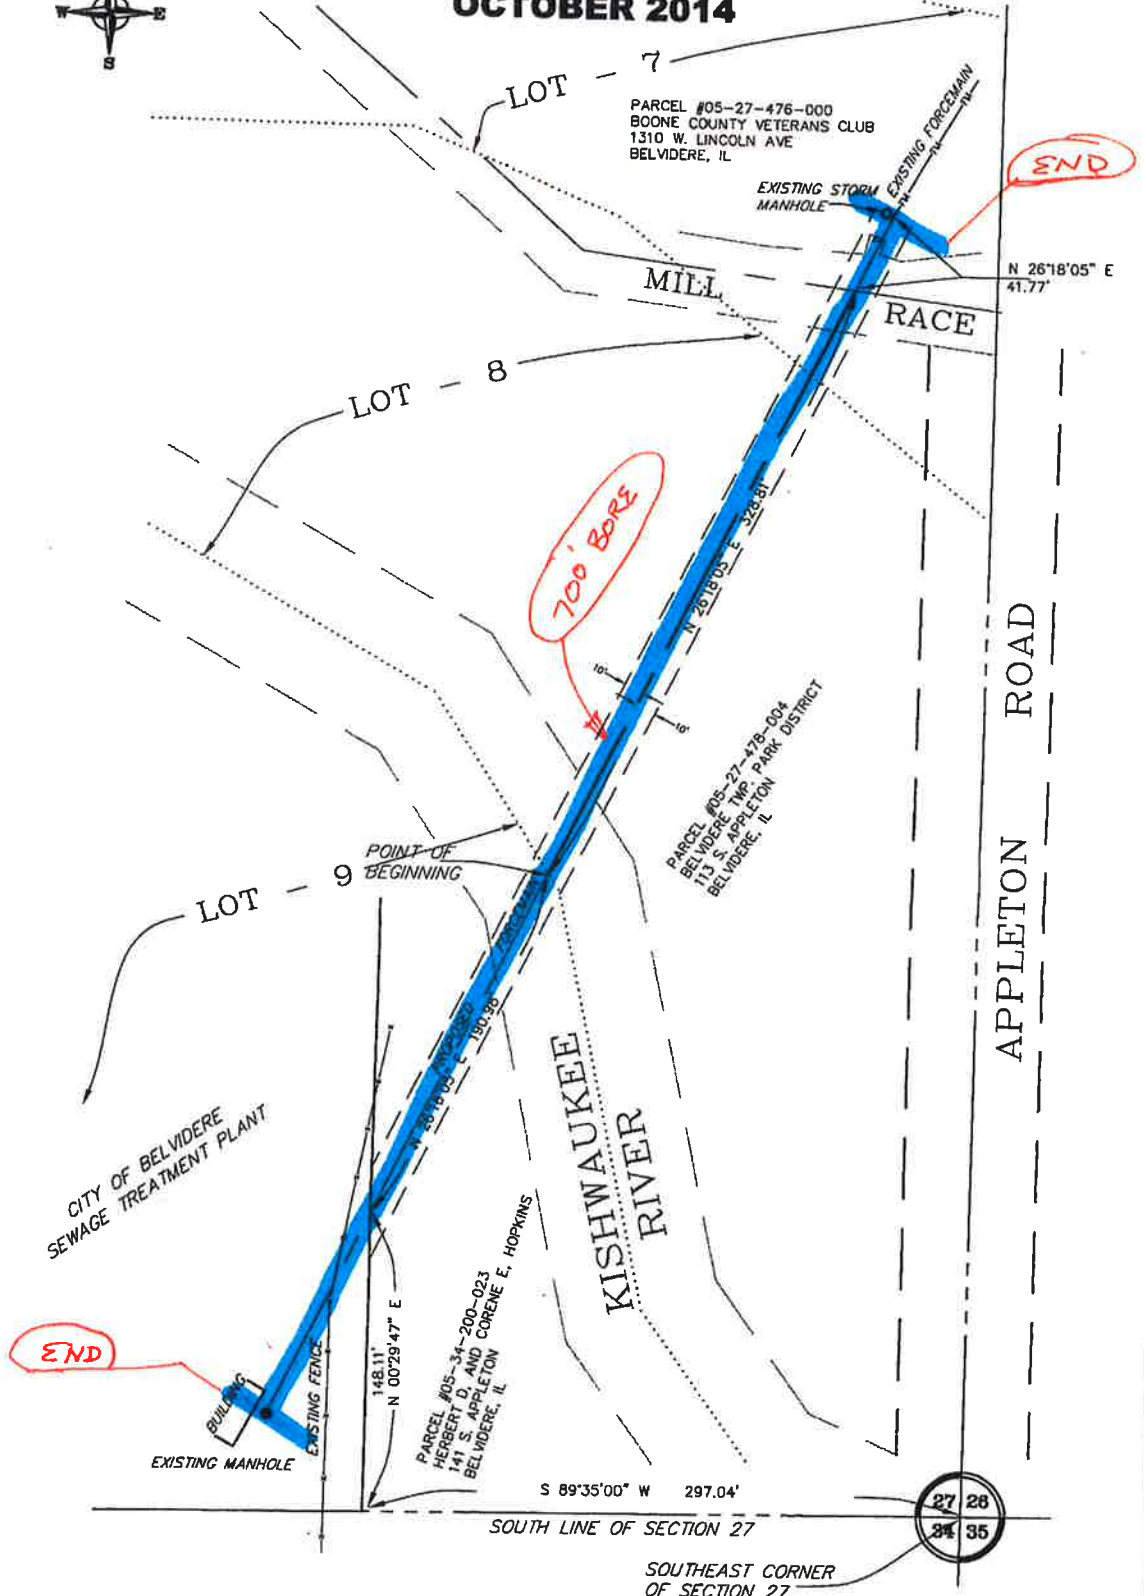 OCTOBER 2014
W E
S
LOT - 7
PARCEL #05-27-476-000
BOONE COUNTY VETERANS CLUB
1310 W. LINCOLN AVE
BELVIDERE, IL
EXISTING FORCEMAIN
END
EXISTING STORM
MANHOLE
N 26°18'05" E
41.77'
MILL RACE
LOT - 8
700' BORE
N 26°18'05" E 328.81'
10'
10'
PARCEL #05-27-478-004
BELVIDERE TWP. PARK DISTRICT
113 S. APPLETON
BELVIDERE, IL
APPLETON ROAD
POINT OF
BEGINNING
LOT - 9
PROPOSED FORCEMAIN
N 26°18'05" E 190.98'
KISHWAUKEE
RIVER
CITY OF BELVIDERE
SEWAGE TREATMENT PLANT
PARCEL #05-34-200-023
HERBERT D. AND CORENE E. HOPKINS
141 S. APPLETON
BELVIDERE, IL
148.11'
N 00°29'47" E
END
BUILDING
EXISTING FENCE
EXISTING MANHOLE
S 89°35'00" W 297.04'
SOUTH LINE OF SECTION 27
27 26
34 35
SOUTHEAST CORNER
OF SECTION 27